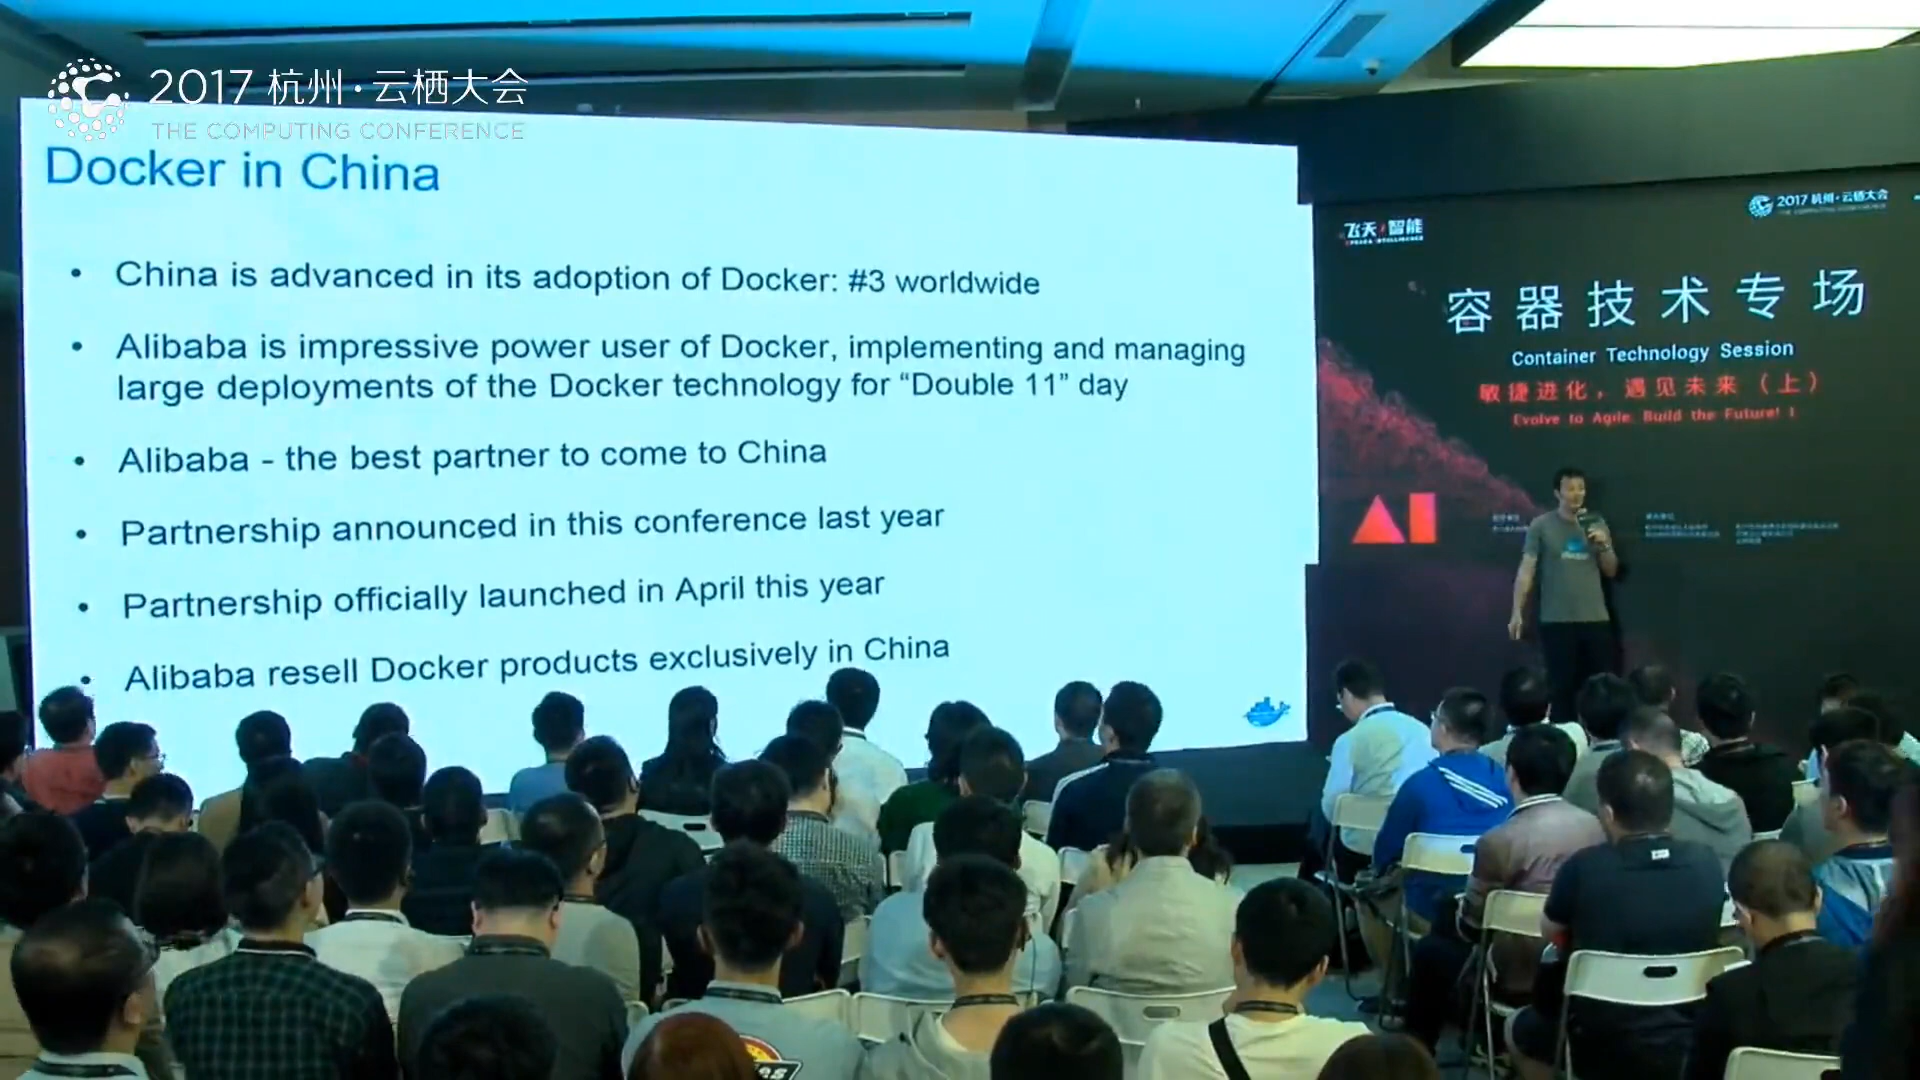 2017 杭州·云栖大会
THE COMPUTING CONFERENCE
Docker in China
• China is advanced in its adoption of Docker: #3 worldwide
• Alibaba is impressive power user of Docker, implementing and managing
large deployments of the Docker technology for “Double 11” day
• Alibaba - the best partner to come to China
• Partnership announced in this conference last year
• Partnership officially launched in April this year
• Alibaba resell Docker products exclusively in China
2017 杭州·云栖大会
THE COMPUTING CONFERENCE
飞天·智能
容器技术专场
Container Technology Session
敏捷进化，遇见未来（上）
Evolve to Agile. Build the Future! I
AI